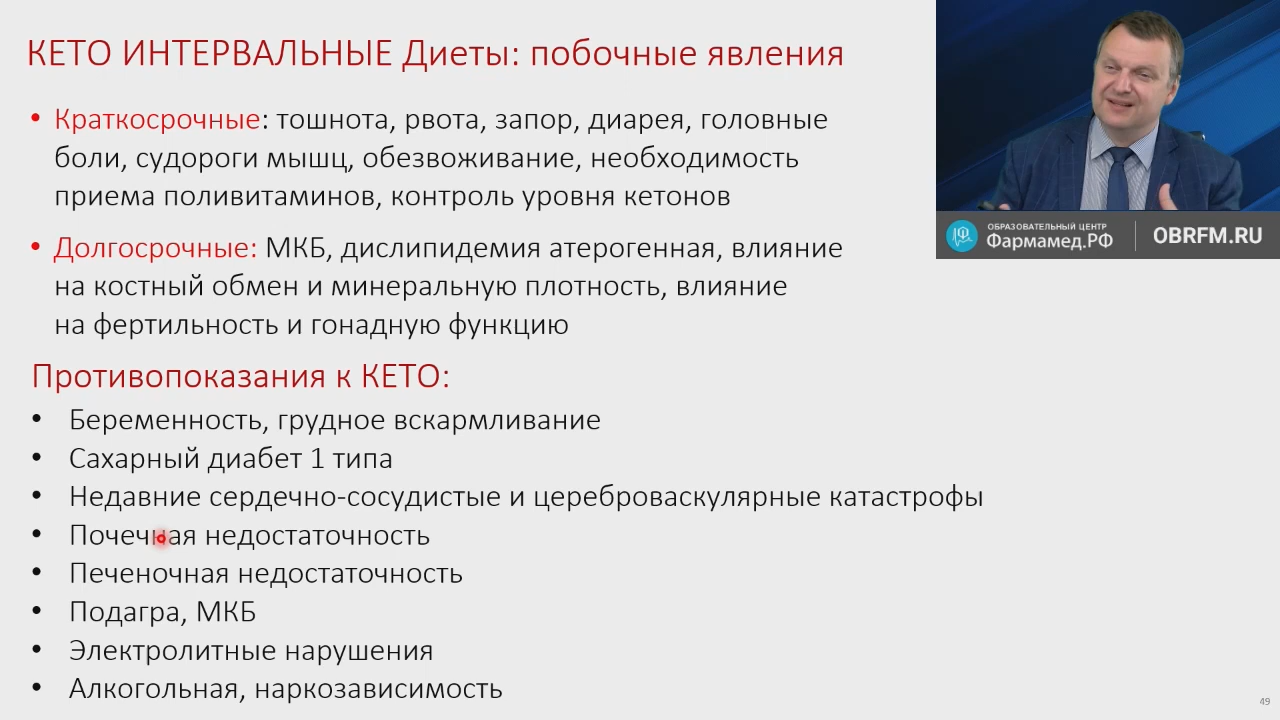 КЕТО ИНТЕРВАЛЬНЫЕ Диеты: побочные явления
• Краткосрочные: тошнота, рвота, запор, диарея, головные
боли, судороги мышц, обезвоживание, необходимость
приема поливитаминов, контроль уровня кетонов
• Долгосрочные: МКБ, дислипидемия атерогенная, влияние
на костный обмен и минеральную плотность, влияние
на фертильность и гонадную функцию
Противопоказания к КЕТО:
• Беременность, грудное вскармливание
• Сахарный диабет 1 типа
• Недавние сердечно-сосудистые и цереброваскулярные катастрофы
• Почечная недостаточность
• Печеночная недостаточность
• Подагра, МКБ
• Электролитные нарушения
• Алкогольная, наркозависимость
ОБРАЗОВАТЕЛЬНЫЙ ЦЕНТР
Фармамед.РФ
OBRFM.RU
49